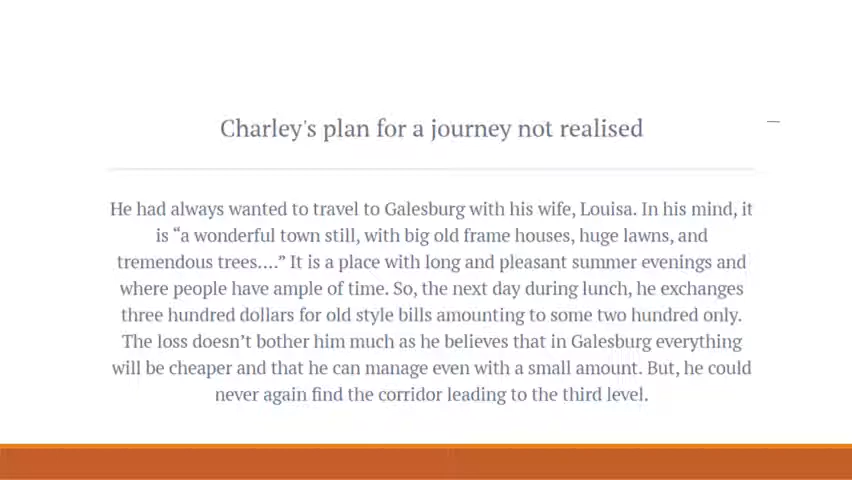 Charley's plan for a journey not realised
He had always wanted to travel to Galesburg with his wife, Louisa. In his mind, it
is “a wonderful town still, with big old frame houses, huge lawns, and
tremendous trees....” It is a place with long and pleasant summer evenings and
where people have ample of time. So, the next day during lunch, he exchanges
three hundred dollars for old style bills amounting to some two hundred only.
The loss doesn’t bother him much as he believes that in Galesburg everything
will be cheaper and that he can manage even with a small amount. But, he could
never again find the corridor leading to the third level.